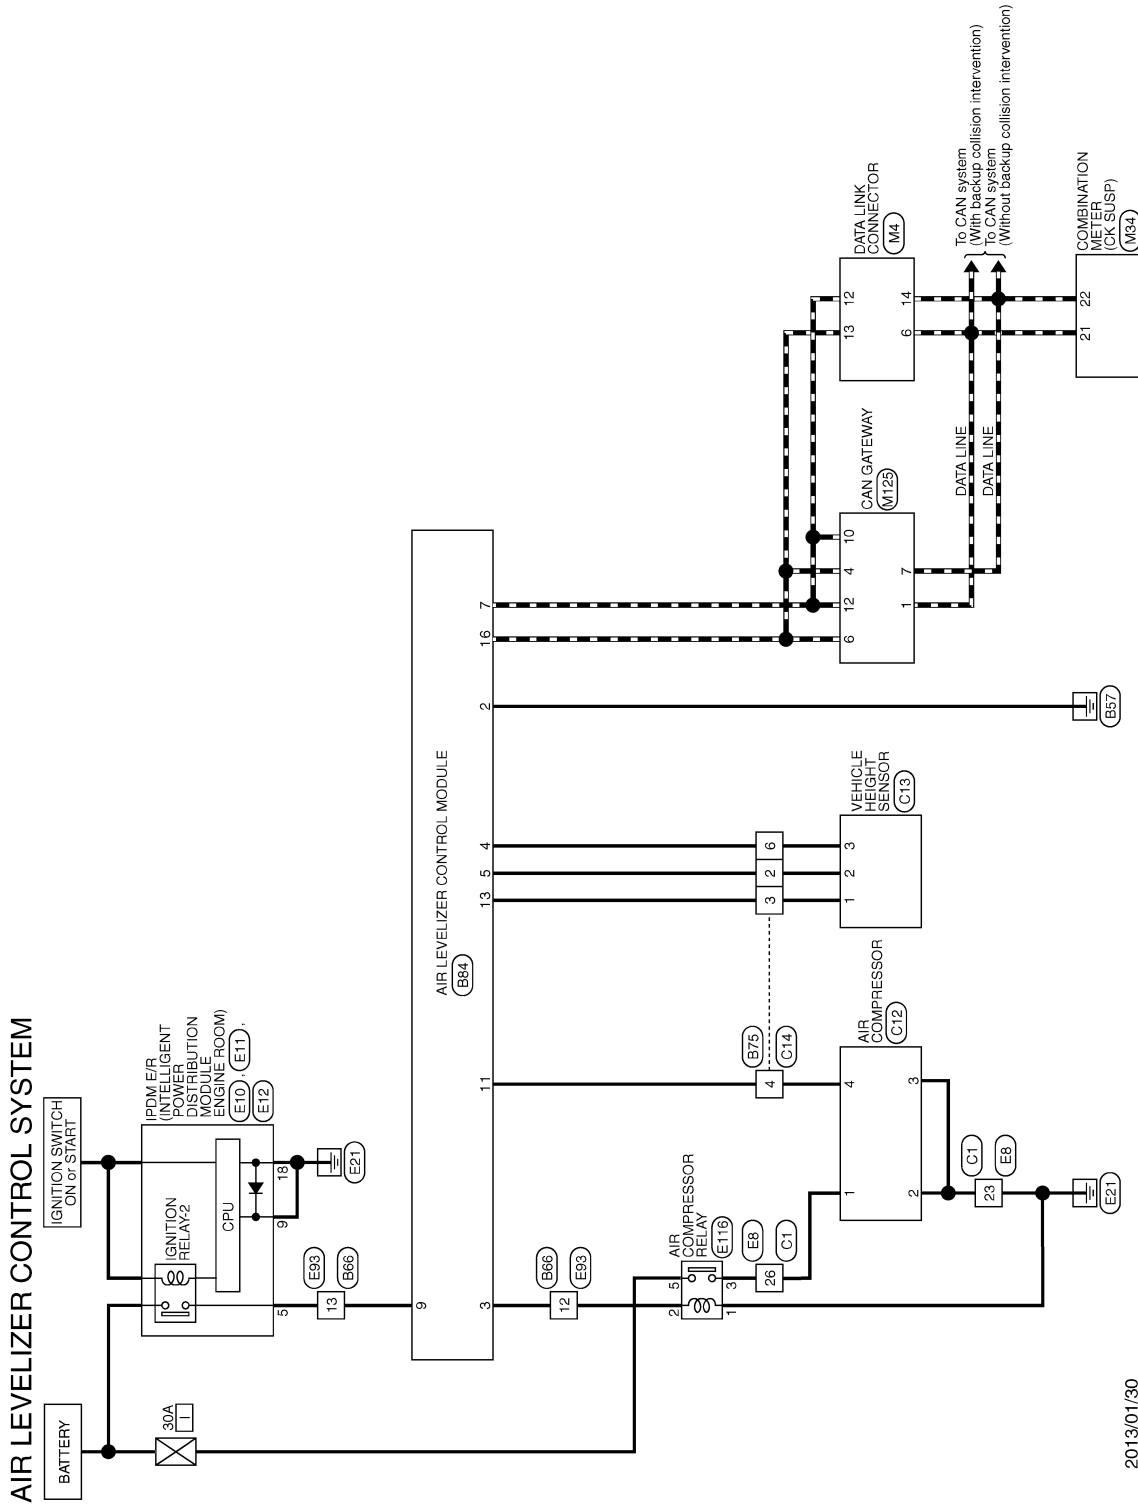 AIR LEVELIZER CONTROL SYSTEM
BATTERY
IGNITION SWITCH
ON or START
30A
I
IPDM E/R
(INTELLIGENT
POWER
DISTRIBUTION
MODULE
ENGINE ROOM)
E10 , E11 ,
E12
IGNITION
RELAY-2
CPU
5
9
18
E21
E93
13
B66
9
AIR LEVELIZER CONTROL MODULE
B84
3
11
13
5
4
2
16
7
B66
12
E93
AIR
COMPRESSOR
RELAY
E116
2
5
1
3
E8
26
C1
B75
4
C14
3
2
6
AIR
COMPRESSOR
C12
1
4
2
3
C1
23
E8
E21
VEHICLE
HEIGHT
SENSOR
C13
1
2
3
B57
CAN GATEWAY
M125
6
12
4
10
1
7
DATA LINK
CONNECTOR
M4
13
12
6
14
DATA LINE
DATA LINE
To CAN system
(With backup collision intervention)
To CAN system
(Without backup collision intervention)
COMBINATION
METER
(CK SUSP)
M34
21
22
2013/01/30